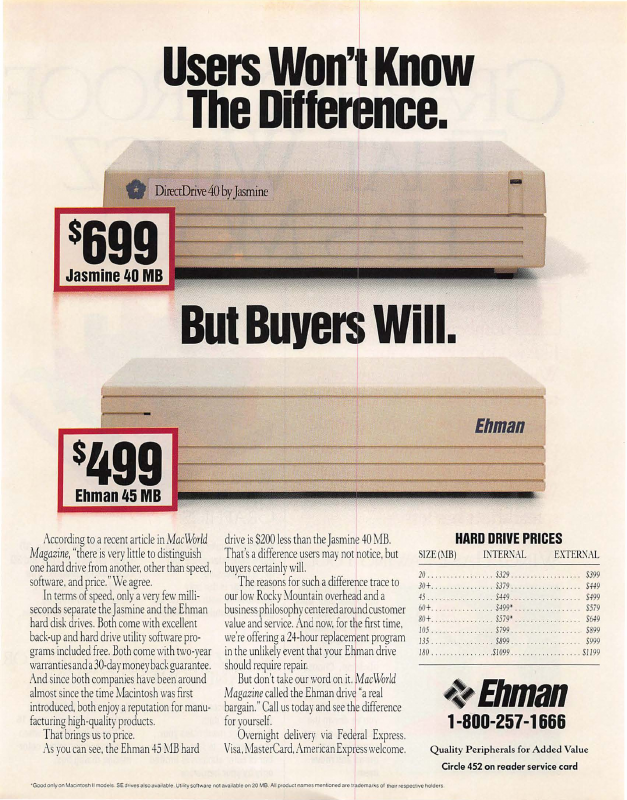 Users Won't Know
The Difference.
DirectDrive 40 by Jasmine
$699
Jasmine 40 MB
But Buyers Will.
Ehman
$499
Ehman 45 MB
According to a recent article in MacWorld
Magazine, "there is very little to distinguish
one hard drive from another, other than speed,
software, and price." We agree.
In terms of speed, only a very few milli-
seconds separate the Jasmine and the Ehman
hard disk drives. Both come with excellent
back-up and hard drive utility software pro-
grams included free. Both come with two-year
warranties and a 30-day money back guarantee.
And since both companies have been around
almost since the time Macintosh was first
introduced, both enjoy a reputation for manu-
facturing high-quality products.
That brings us to price.
As you can see, the Ehman 45 MB hard
drive is $200 less than the Jasmine 40 MB.
That's a difference users may not notice, but
buyers certainly will.
The reasons for such a difference trace to
our low Rocky Mountain overhead and a
business philosophy centered around customer
value and service. And now, for the first time,
we're offering a 24-hour replacement program
in the unlikely event that your Ehman drive
should require repair.
But don't take our word on it. MacWorld
Magazine called the Ehman drive "a real
bargain." Call us today and see the difference
for yourself.
Overnight delivery via Federal Express.
Visa, MasterCard, American Express welcome.
HARD DRIVE PRICES
SIZE (MB) INTERNAL EXTERNAL
20 $329 $399
30+ $379 $449
45 $449 $499
60+ $499* $579
80+ $579* $649
105 $799 $899
135 $899 $999
180 $1099 $1199
Ehman
1-800-257-1666
Quality Peripherals for Added Value
Circle 452 on reader service card
*Good only on Macintosh II models. SE drives also available. Utility software not available on 20 MB. All product names mentioned are trademarks of their respective holders.